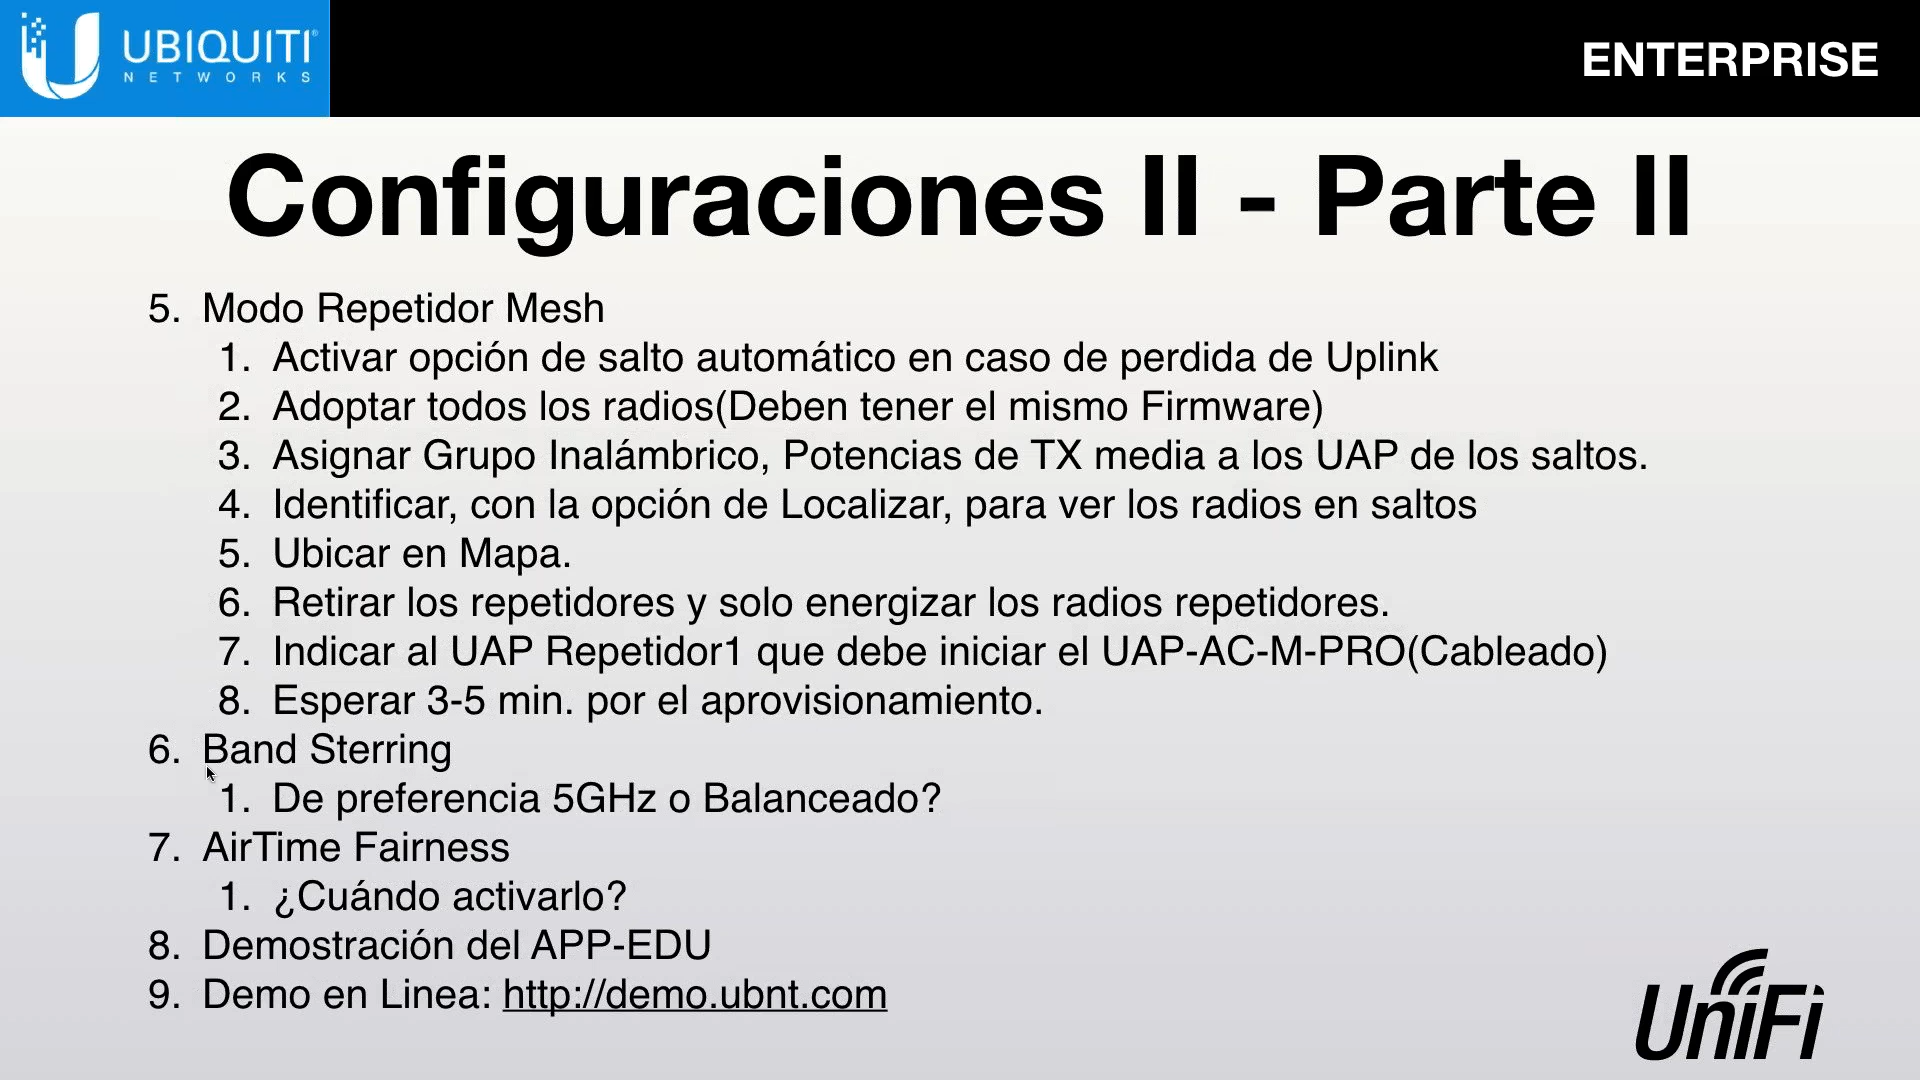 UBIQUITI®
NETWORKS
ENTERPRISE
Configuraciones II - Parte II
5. Modo Repetidor Mesh
1. Activar opción de salto automático en caso de perdida de Uplink
2. Adoptar todos los radios(Deben tener el mismo Firmware)
3. Asignar Grupo Inalámbrico, Potencias de TX media a los UAP de los saltos.
4. Identificar, con la opción de Localizar, para ver los radios en saltos
5. Ubicar en Mapa.
6. Retirar los repetidores y solo energizar los radios repetidores.
7. Indicar al UAP Repetidor1 que debe iniciar el UAP-AC-M-PRO(Cableado)
8. Esperar 3-5 min. por el aprovisionamiento.
6. Band Sterring
1. De preferencia 5GHz o Balanceado?
7. AirTime Fairness
1. ¿Cuándo activarlo?
8. Demostración del APP-EDU
9. Demo en Linea: http://demo.ubnt.com
UniFi